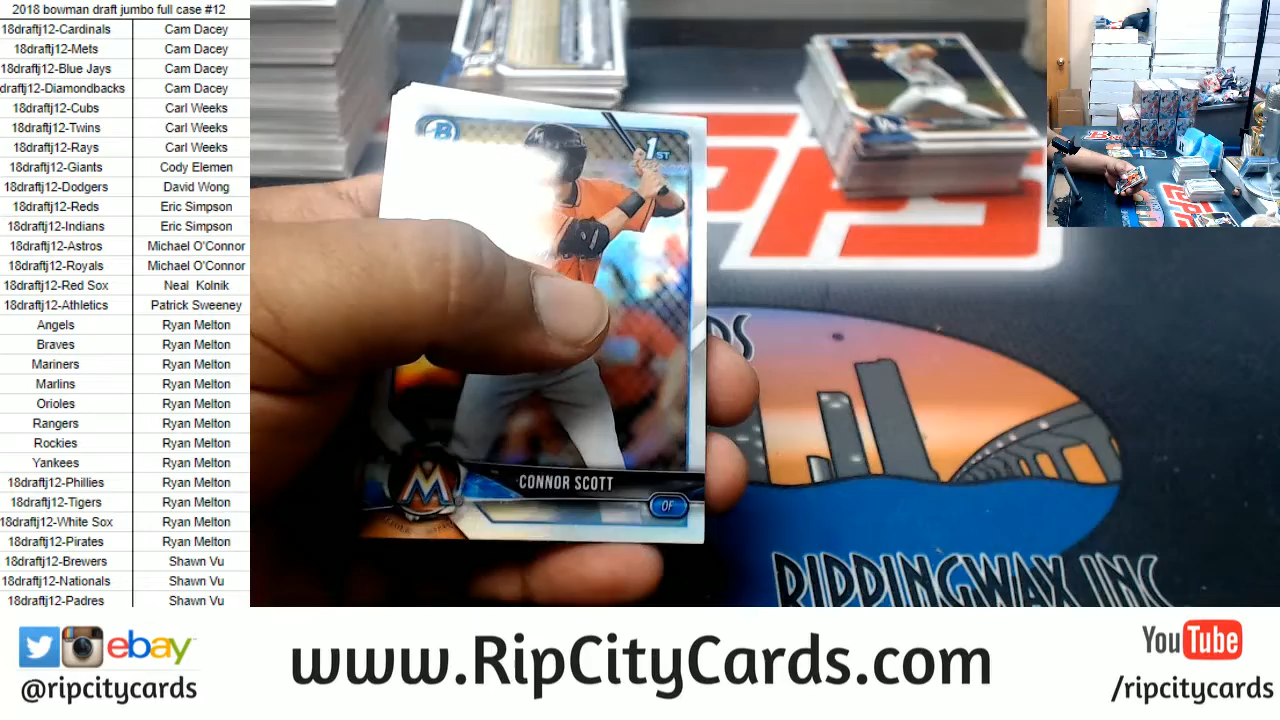 2018 bowman draft jumbo full case #12
18draftj12-Cardinals Cam Dacey
18draftj12-Mets Cam Dacey
18draftj12-Blue Jays Cam Dacey
draftj12-Diamondbacks Cam Dacey
18draftj12-Cubs Carl Weeks
18draftj12-Twins Carl Weeks
18draftj12-Rays Carl Weeks
18draftj12-Giants Cody Elemen
18draftj12-Dodgers David Wong
18draftj12-Reds Eric Simpson
18draftj12-Indians Eric Simpson
18draftj12-Astros Michael O'Connor
18draftj12-Royals Michael O'Connor
18draftj12-Red Sox Neal Kolnik
18draftj12-Athletics Patrick Sweeney
Angels Ryan Melton
Braves Ryan Melton
Mariners Ryan Melton
Marlins Ryan Melton
Orioles Ryan Melton
Rangers Ryan Melton
Rockies Ryan Melton
Yankees Ryan Melton
18draftj12-Phillies Ryan Melton
18draftj12-Tigers Ryan Melton
18draftj12-White Sox Ryan Melton
18draftj12-Pirates Ryan Melton
18draftj12-Brewers Shawn Vu
18draftj12-Nationals Shawn Vu
18draftj12-Padres Shawn Vu
B
1ST
M
CONNOR SCOTT
OF
PPS
RDS
RIPPINGWAX INC
ebay
@ripcitycards
www.RipCityCards.com
YouTube
/ripcitycards